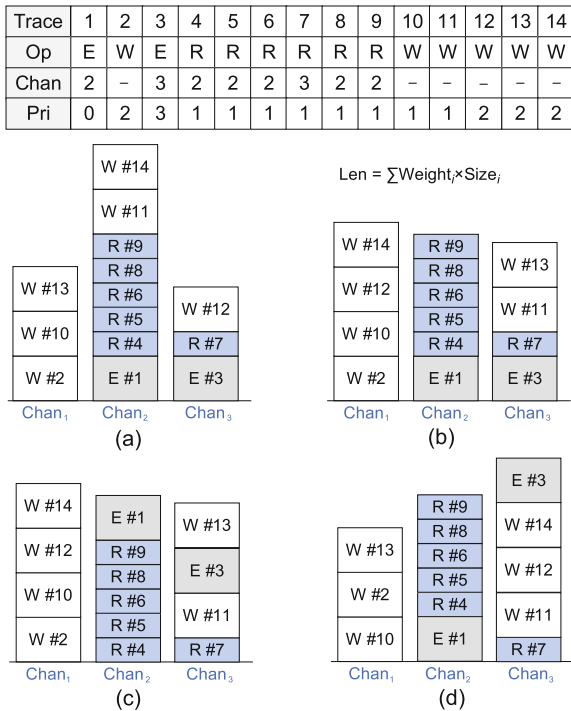 Trace 1 2 3 4 5 6 7 8 9 10 11 12 13 14
Op E W E R R R R R R W W W W W
Chan 2 – 3 2 2 2 3 2 2 – – – – –
Pri 0 2 3 1 1 1 1 1 1 1 1 2 2 2
Len = ∑Weightᵢ×Sizeᵢ
W #13
W #10
W #2
Chan₁
W #14
W #11
R #9
R #8
R #6
R #5
R #4
E #1
Chan₂
W #12
R #7
E #3
Chan₃
(a)
W #14
W #12
W #10
W #2
Chan₁
R #9
R #8
R #6
R #5
R #4
E #1
Chan₂
W #13
W #11
R #7
E #3
Chan₃
(b)
W #14
W #12
W #10
W #2
Chan₁
E #1
R #9
R #8
R #6
R #5
R #4
Chan₂
W #13
E #3
W #11
R #7
Chan₃
(c)
W #13
W #2
W #10
Chan₁
R #9
R #8
R #6
R #5
R #4
E #1
Chan₂
E #3
W #14
W #12
W #11
R #7
Chan₃
(d)